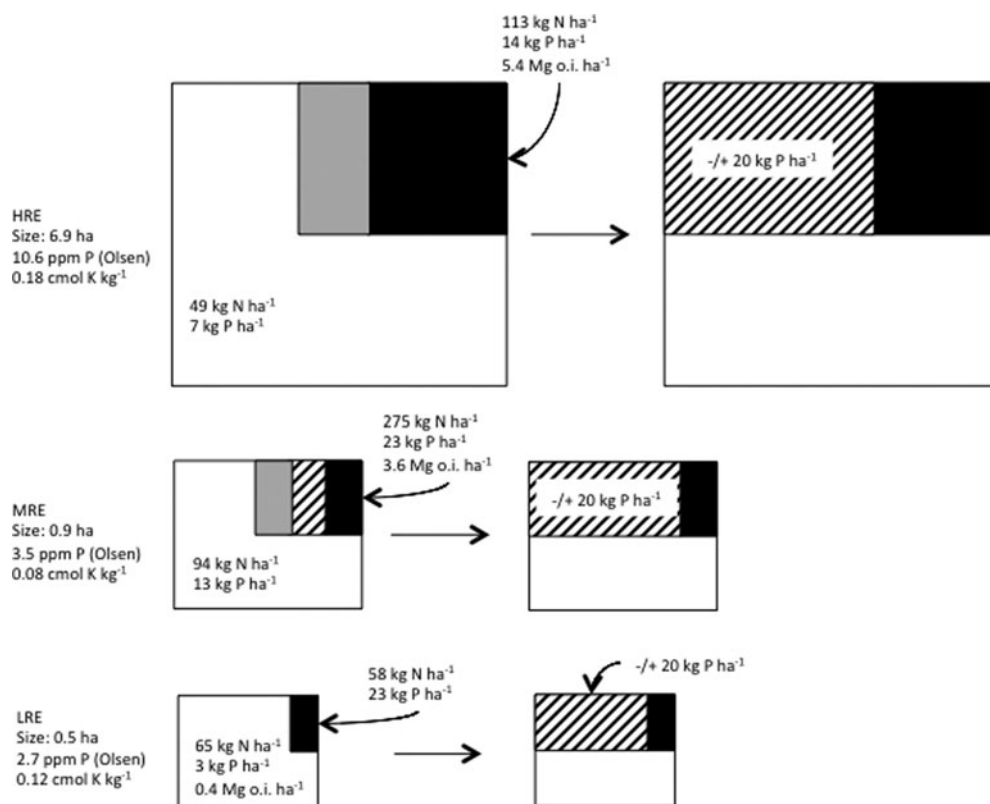 113 kg N ha⁻¹
14 kg P ha⁻¹
5.4 Mg o.i. ha⁻¹
-/+ 20 kg P ha⁻¹
HRE
Size: 6.9 ha
10.6 ppm P (Olsen)
0.18 cmol K kg⁻¹
49 kg N ha⁻¹
7 kg P ha⁻¹
275 kg N ha⁻¹
23 kg P ha⁻¹
3.6 Mg o.i. ha⁻¹
-/+ 20 kg P ha⁻¹
MRE
Size: 0.9 ha
3.5 ppm P (Olsen)
0.08 cmol K kg⁻¹
94 kg N ha⁻¹
13 kg P ha⁻¹
58 kg N ha⁻¹
23 kg P ha⁻¹
-/+ 20 kg P ha⁻¹
LRE
Size: 0.5 ha
2.7 ppm P (Olsen)
0.12 cmol K kg⁻¹
65 kg N ha⁻¹
3 kg P ha⁻¹
0.4 Mg o.i. ha⁻¹